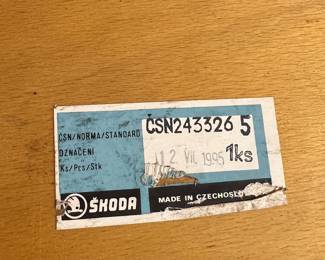 ČSN/NORMA/STANDARD ČSN243326 5
OZNAČENÍ
12. VII. 1995
Ks/Pcs/Stk 1ks
ŠKODA MADE IN CZECHOSLO